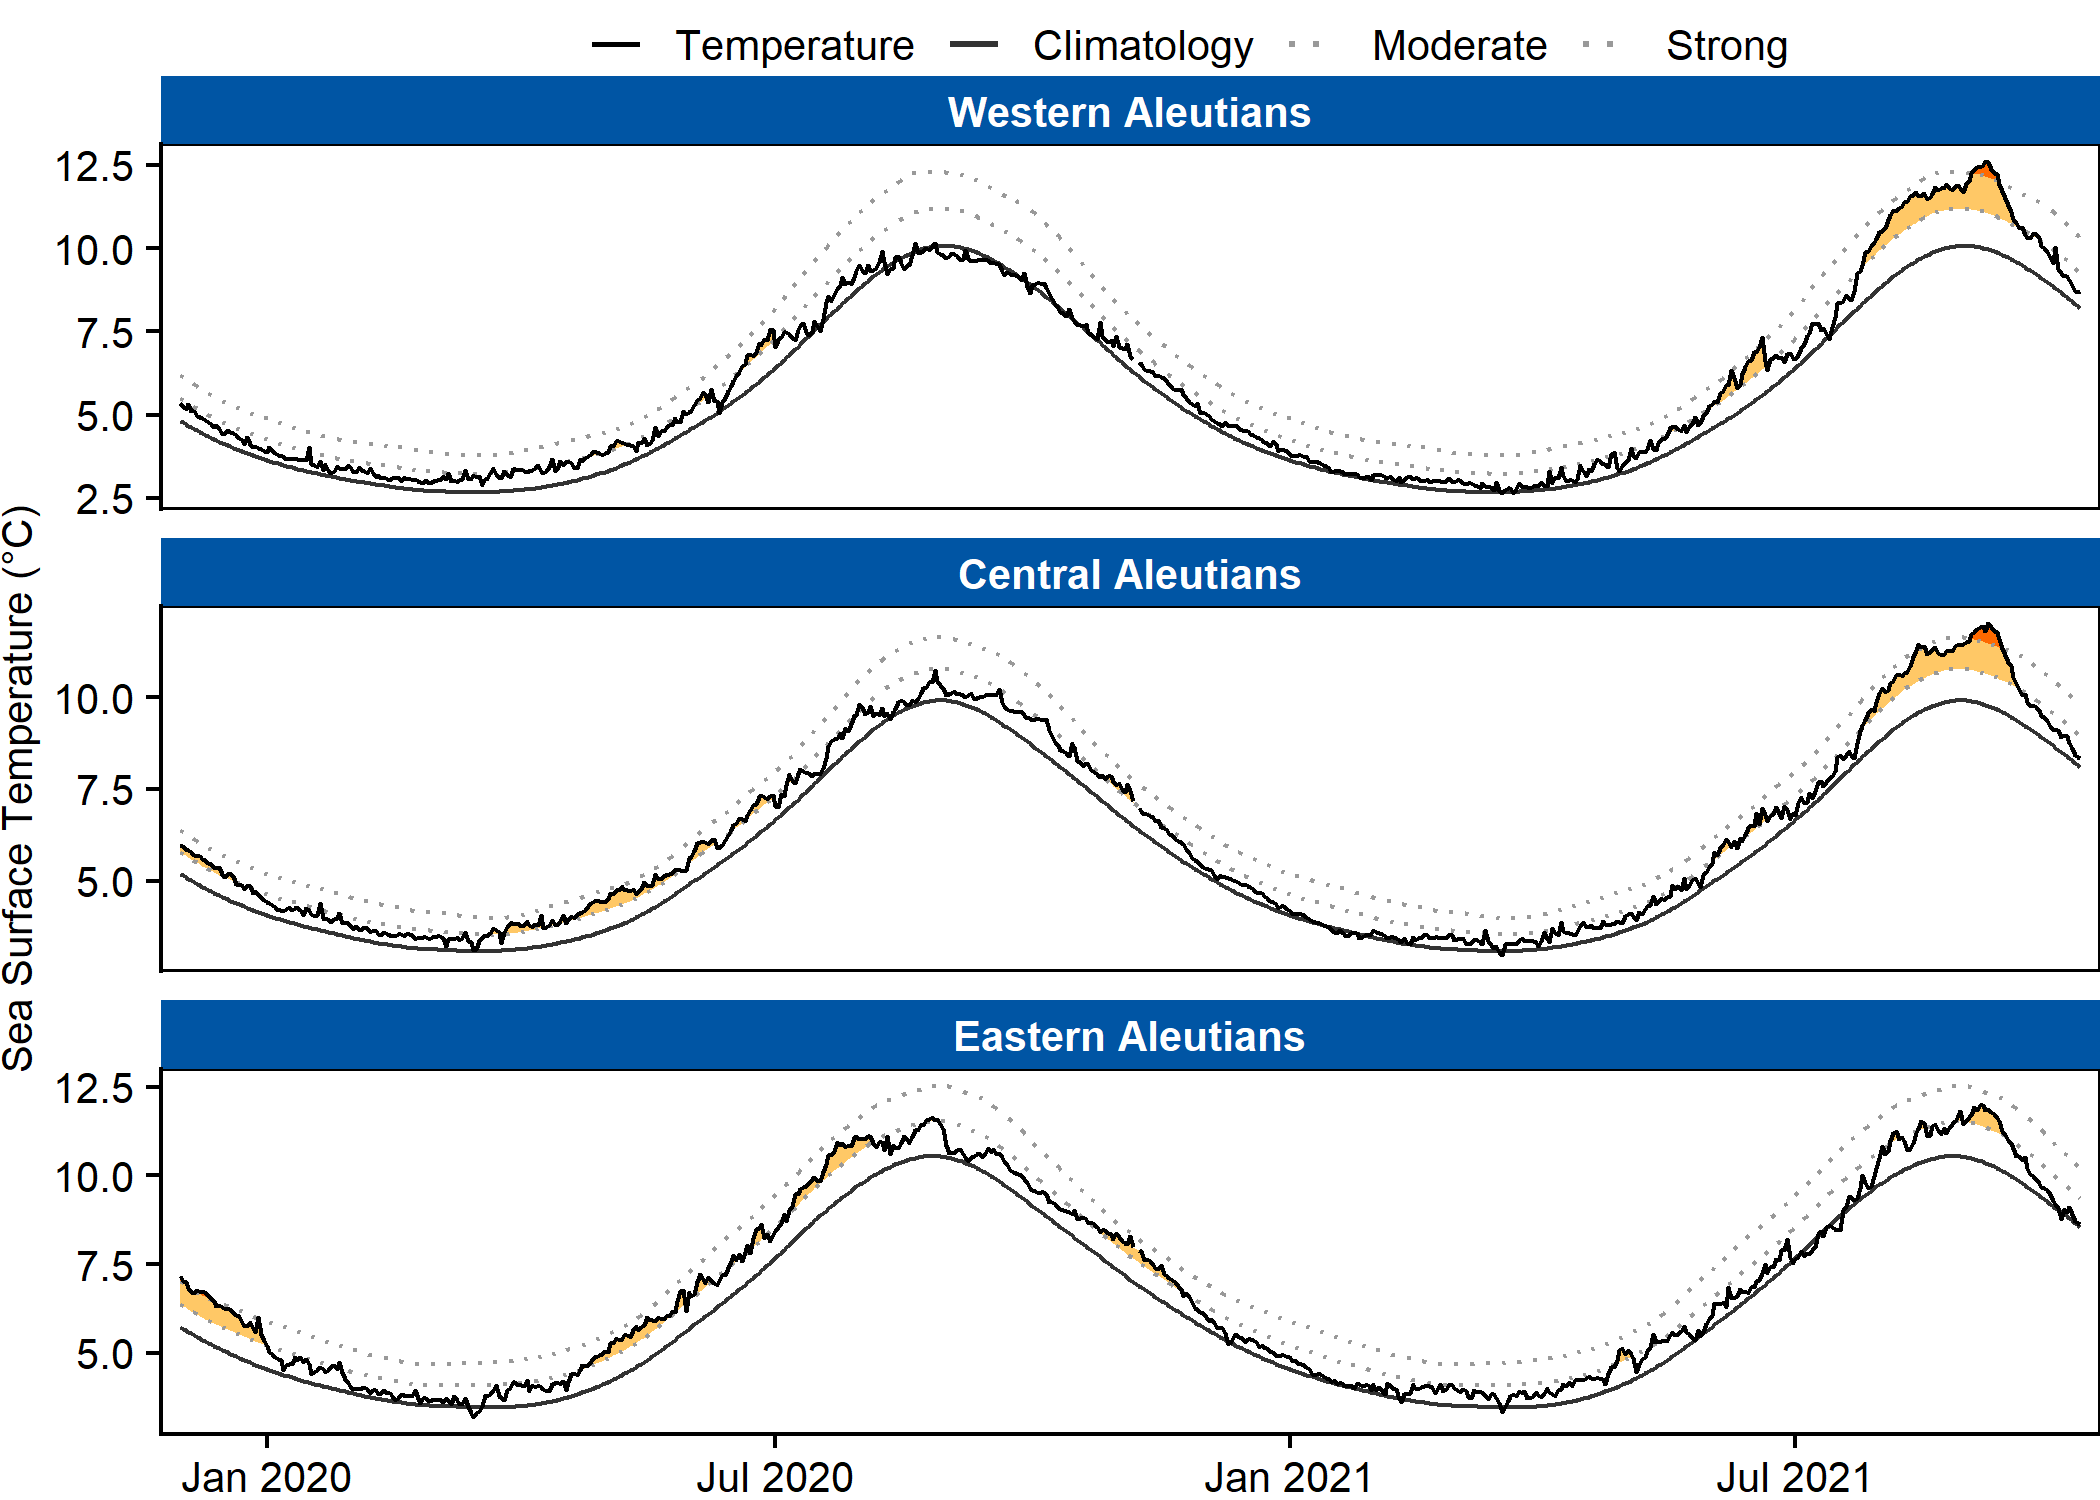 Temperature Climatology Moderate Strong
Western Aleutians
12.5
10.0
7.5
5.0
2.5
Central Aleutians
10.0
7.5
5.0
Eastern Aleutians
12.5
10.0
7.5
5.0
Jan 2020 Jul 2020 Jan 2021 Jul 2021
Sea Surface Temperature (°C)